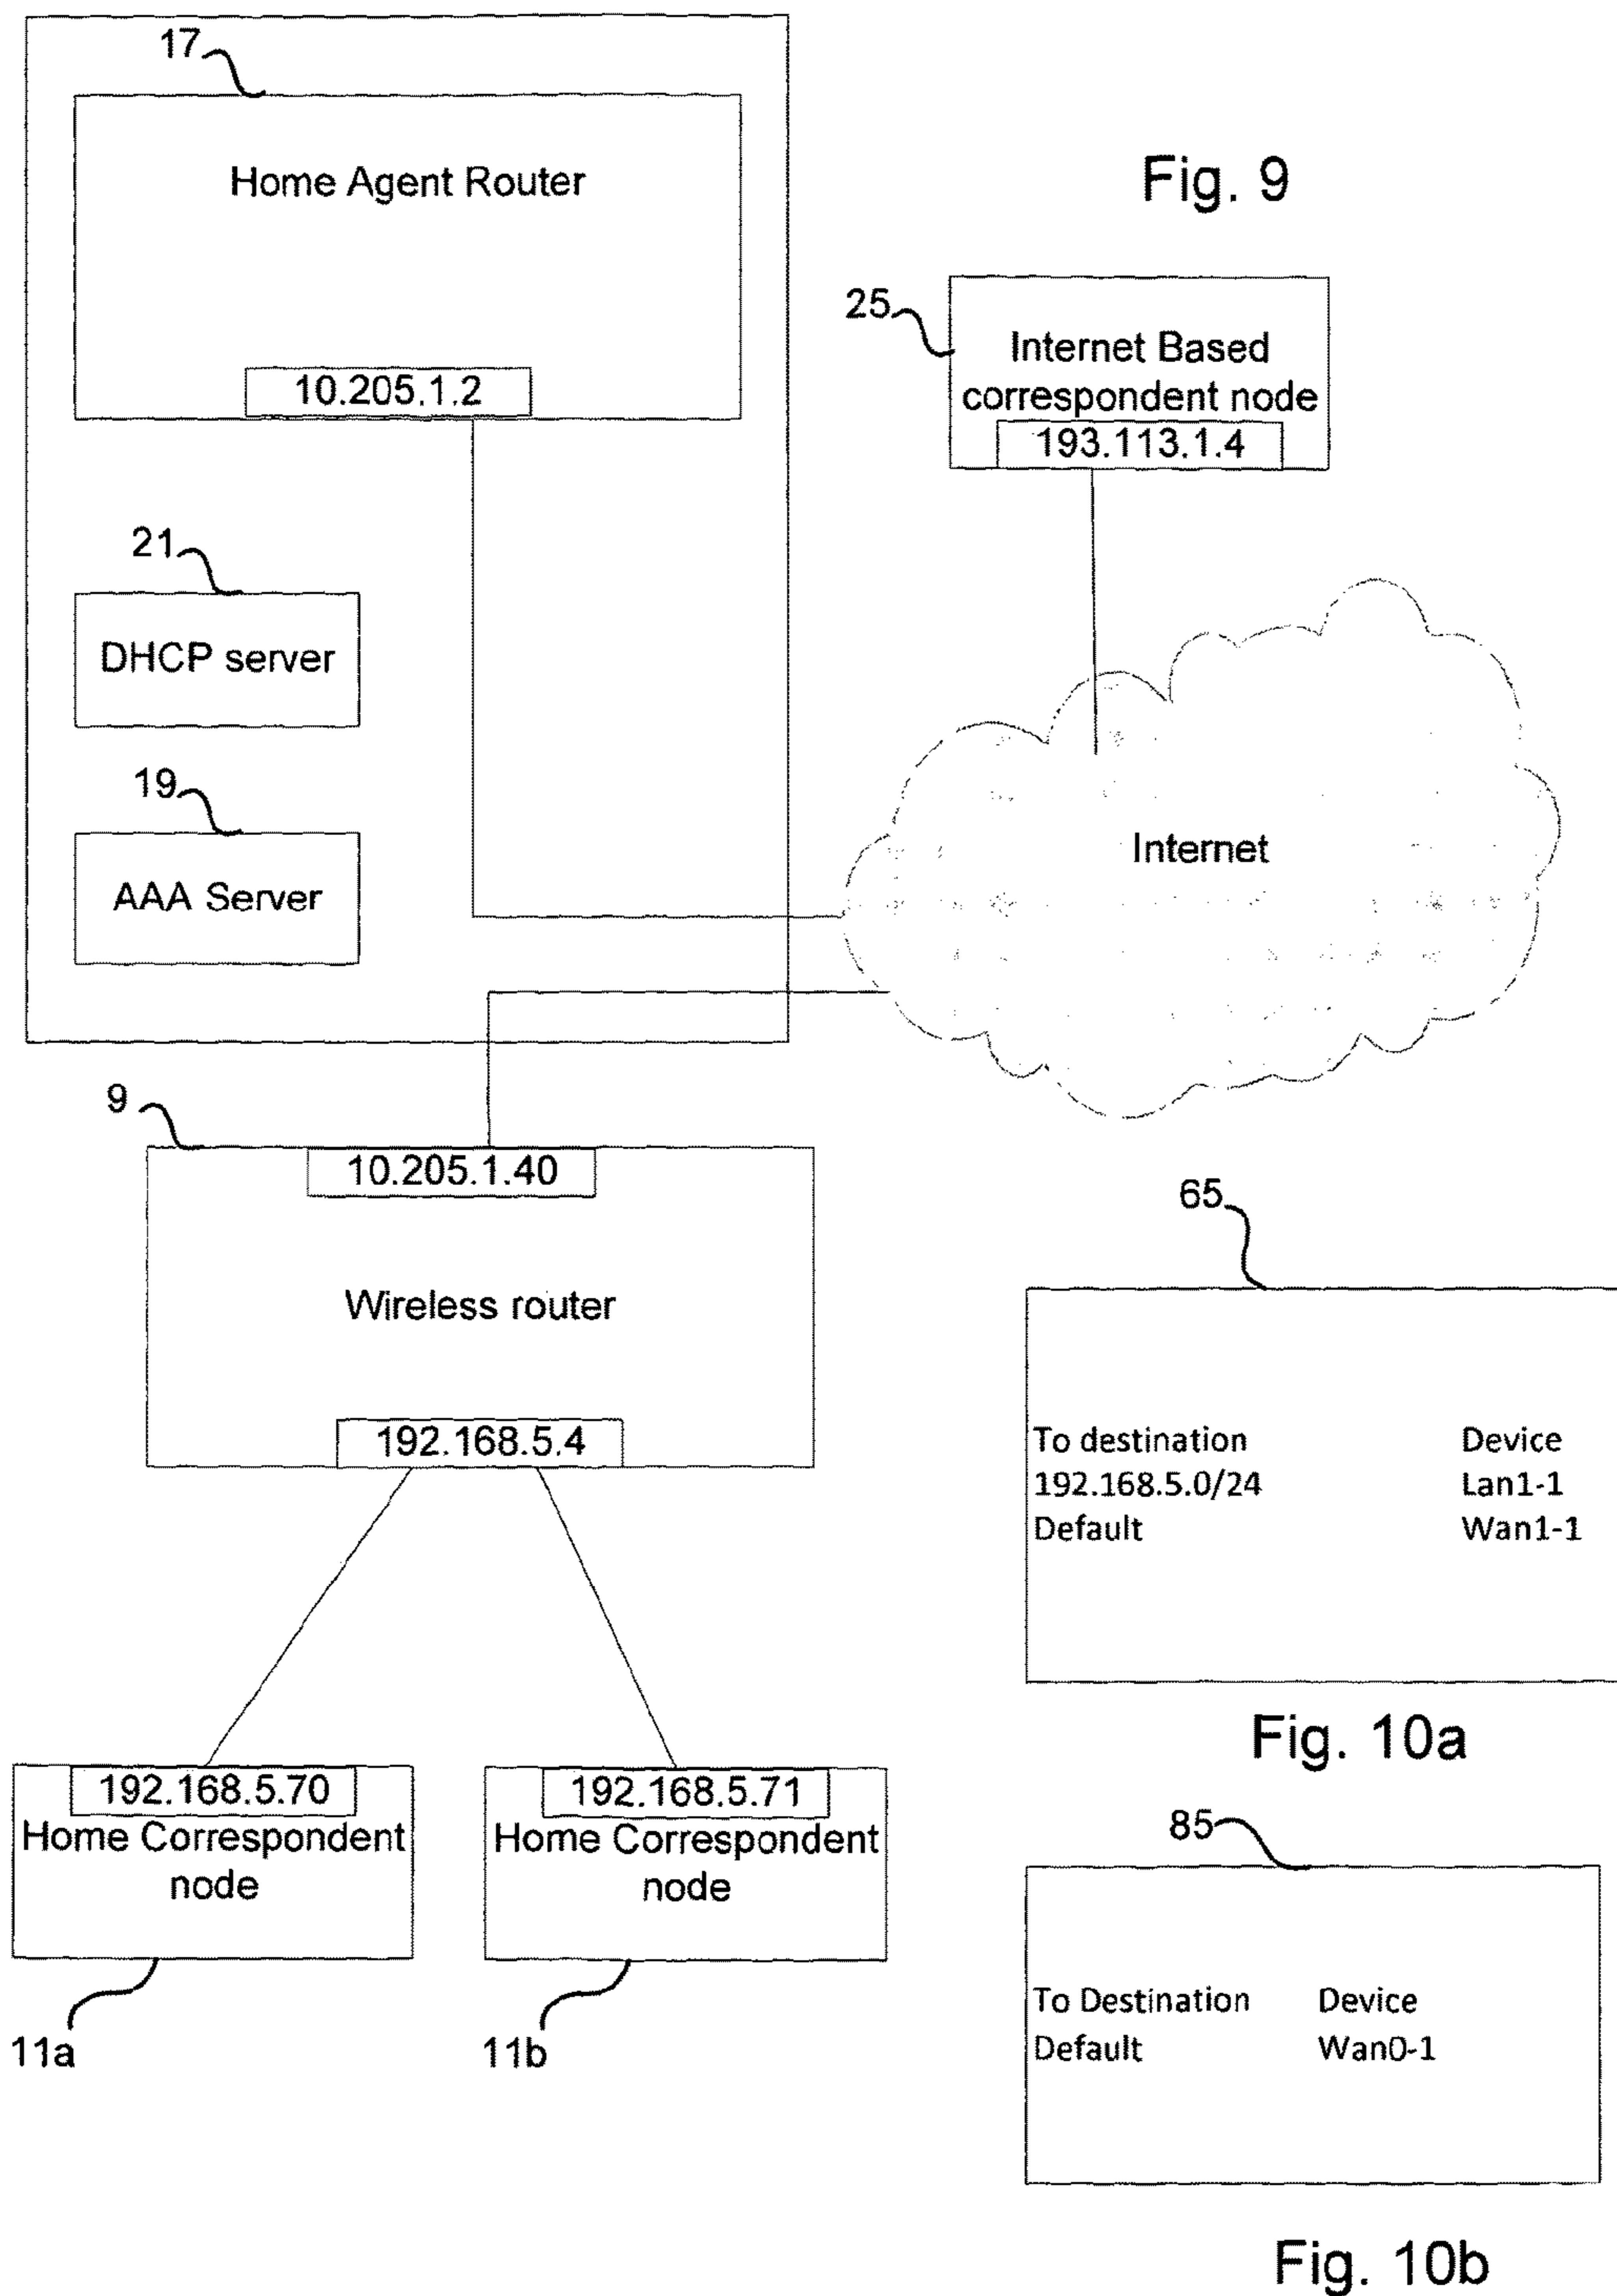 17
Home Agent Router
10.205.1.2
Fig. 9
25
Internet Based
correspondent node
193.113.1.4
21
DHCP server
19
AAA Server
Internet
9
10.205.1.40
Wireless router
192.168.5.4
192.168.5.70
Home Correspondent
node
11a
192.168.5.71
Home Correspondent
node
11b
65
To destination Device
192.168.5.0/24 Lan1-1
Default Wan1-1
Fig. 10a
85
To Destination Device
Default Wan0-1
Fig. 10b